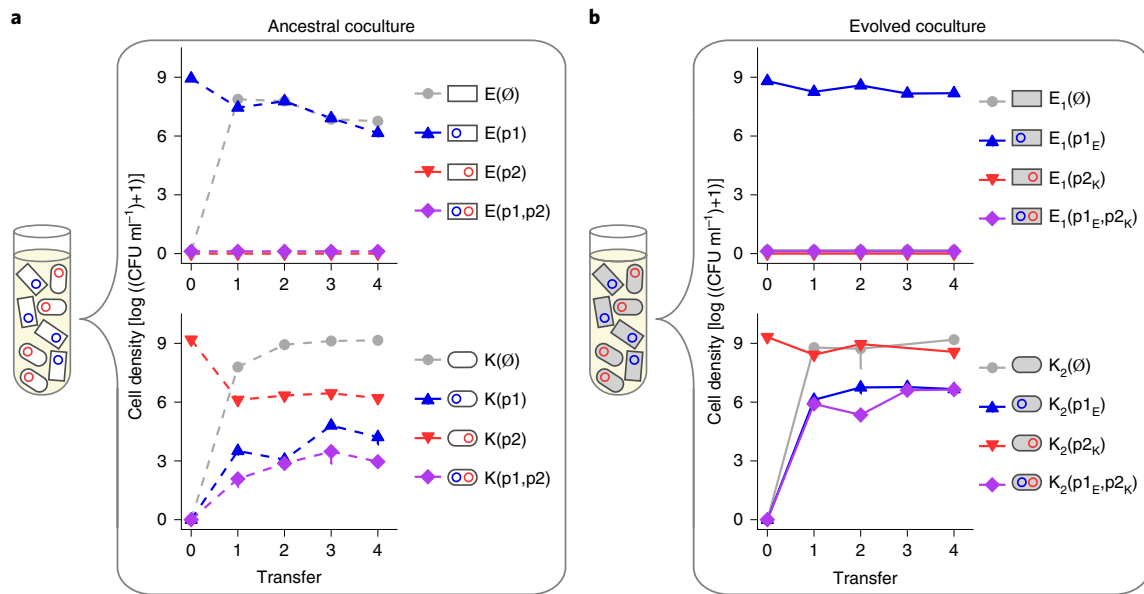 a
Ancestral coculture
Cell density [log ((CFU ml⁻¹)+1)]
9
6
3
0
0 1 2 3 4
E(Ø)
E(p1)
E(p2)
E(p1,p2)
9
6
3
0
0 1 2 3 4
Transfer
K(Ø)
K(p1)
K(p2)
K(p1,p2)
b
Evolved coculture
Cell density [log ((CFU ml⁻¹)+1)]
9
6
3
0
0 1 2 3 4
E₁(Ø)
E₁(p1_E)
E₁(p2_K)
E₁(p1_E,p2_K)
9
6
3
0
0 1 2 3 4
Transfer
K₂(Ø)
K₂(p1_E)
K₂(p2_K)
K₂(p1_E,p2_K)